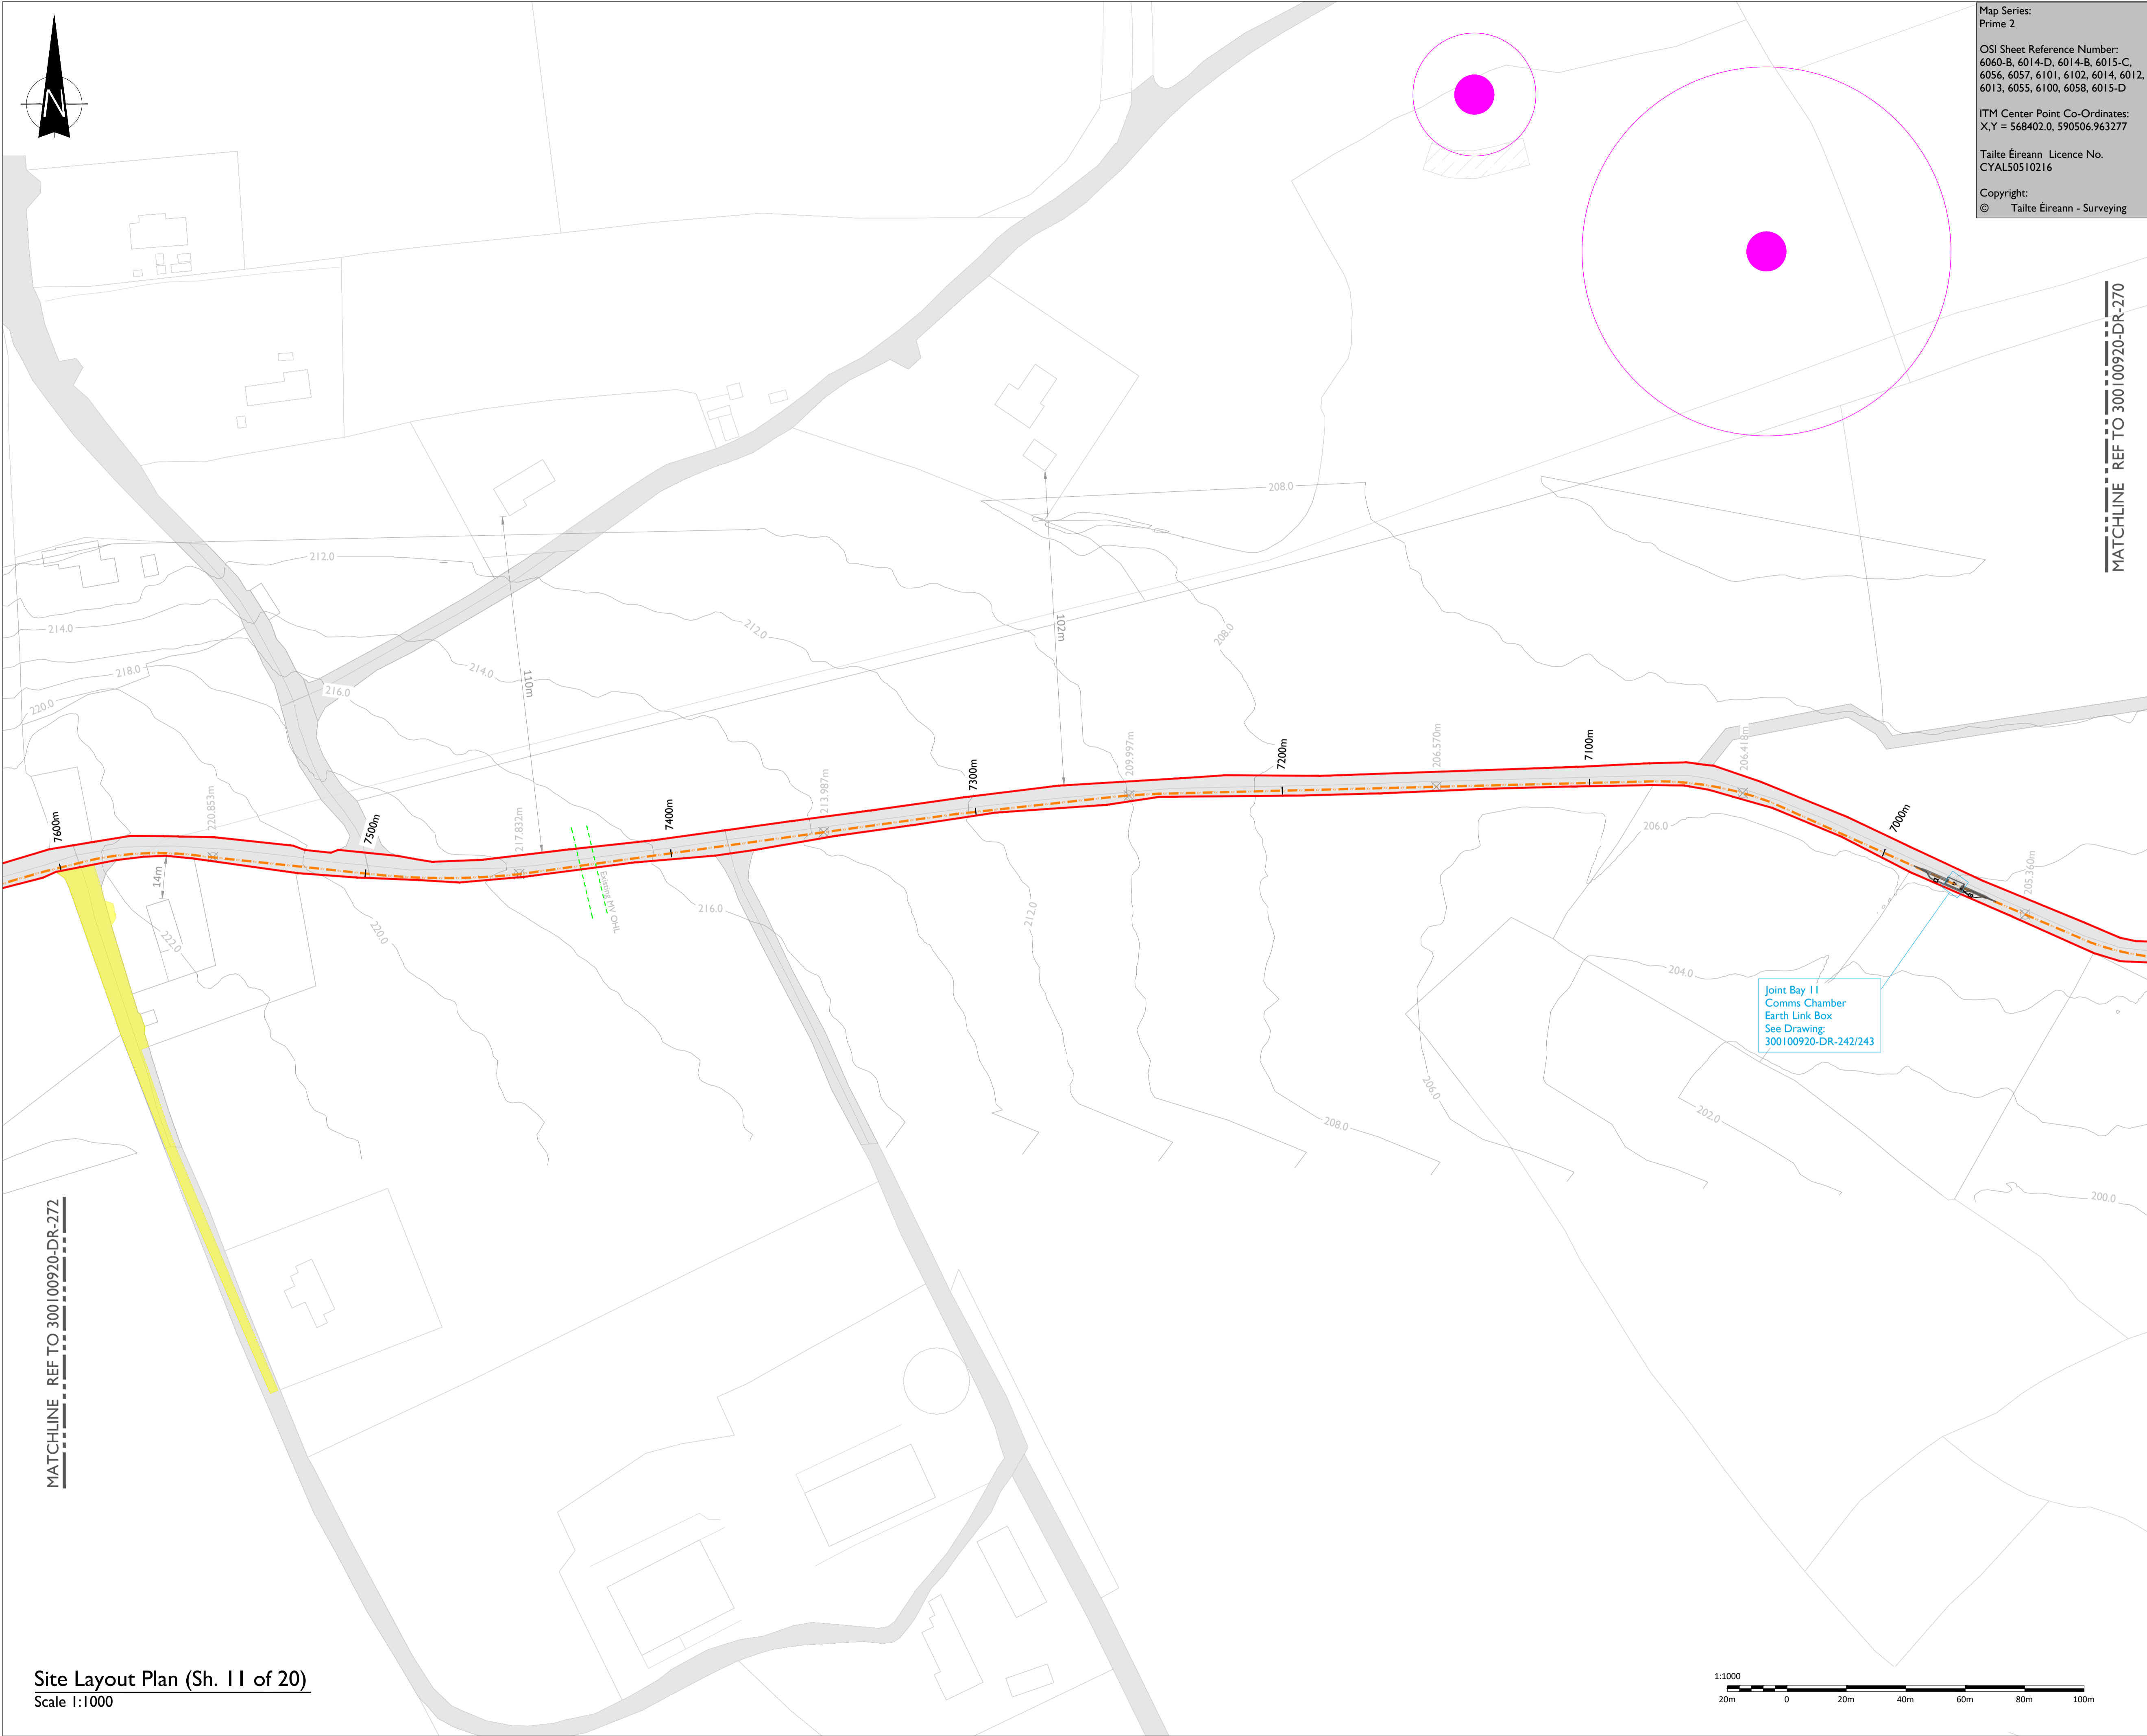 N
Map Series:
Prime 2
OSI Sheet Reference Number:
6060-B, 6014-D, 6014-B, 6015-C,
6056, 6057, 6101, 6102, 6014, 6012,
6013, 6055, 6100, 6058, 6015-D
ITM Center Point Co-Ordinates:
X,Y = 568402.0, 590506.963277
Tailte Éireann Licence No.
CYAL50510216
Copyright:
© Tailte Éireann - Surveying
MATCHLINE REF TO 300100920-DR-270
208.0
212.0
214.0
212.0
102m
208.0
218.0
214.0
110m
216.0
220.0
7600m
220.853m
7500m
217.832m
7400m
213.987m
7300m
209.997m
7200m
206.570m
7100m
206.418m
7000m
205.360m
206.0
14m
Existing MV OHL
222.0
220.0
216.0
212.0
204.0
Joint Bay 11
Comms Chamber
Earth Link Box
See Drawing:
300100920-DR-242/243
206.0
208.0
202.0
200.0
MATCHLINE REF TO 300100920-DR-272
Site Layout Plan (Sh. 11 of 20)
Scale 1:1000
1:1000
20m 0 20m 40m 60m 80m 100m